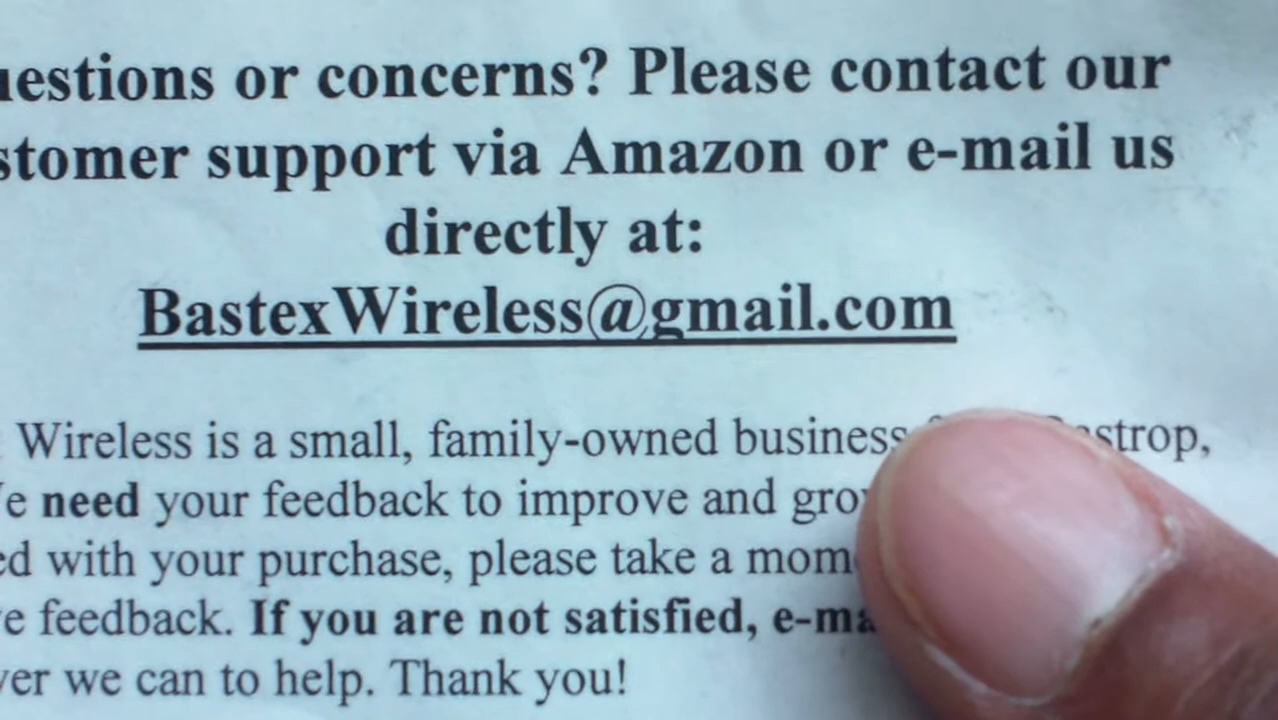 uestions or concerns? Please contact our
stomer support via Amazon or e-mail us
directly at:
BastexWireless@gmail.com
Wireless is a small, family-owned business strop,
e need your feedback to improve and gro
ed with your purchase, please take a mom
e feedback. If you are not satisfied, e-ma
ver we can to help. Thank you!